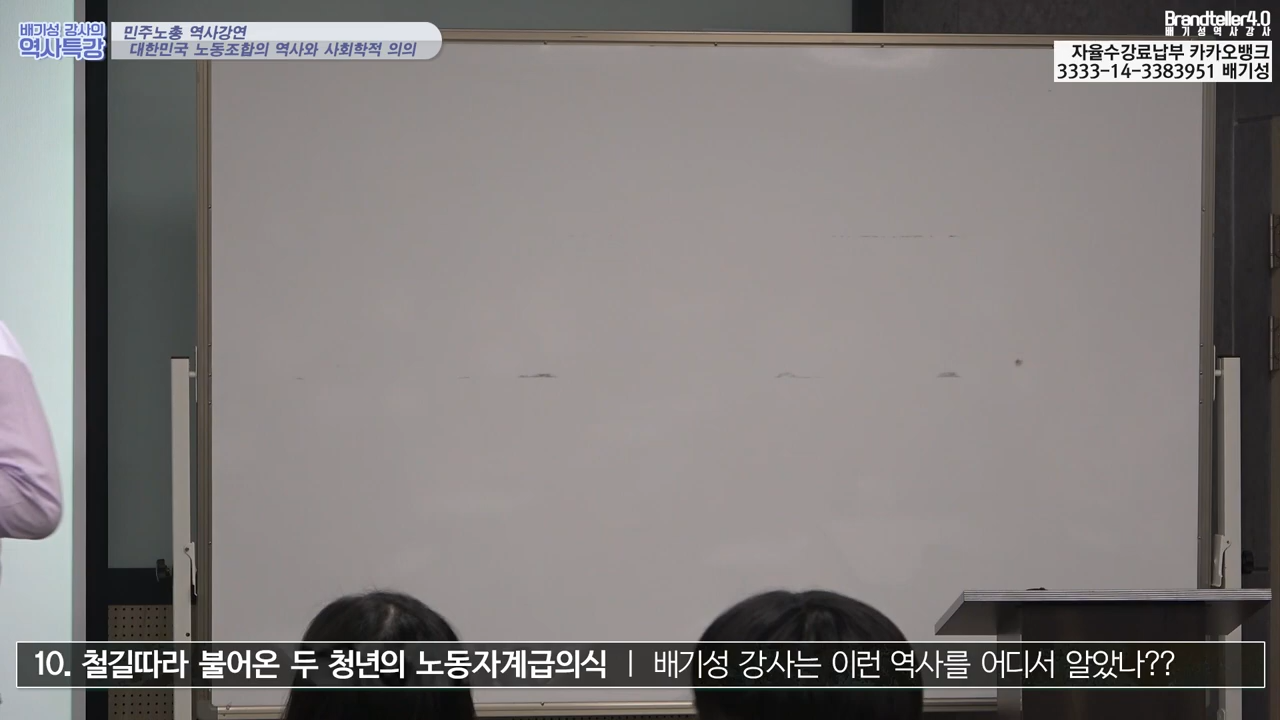 배기성 강사의
역사특강
민주노총 역사강연
대한민국 노동조합의 역사와 사회학적 의의
Brandteller4.0
배기성역사강사
자율수강료납부 카카오뱅크
3333-14-3383951 배기성
10. 철길따라 불어온 두 청년의 노동자계급의식 | 배기성 강사는 이런 역사를 어디서 알았나??